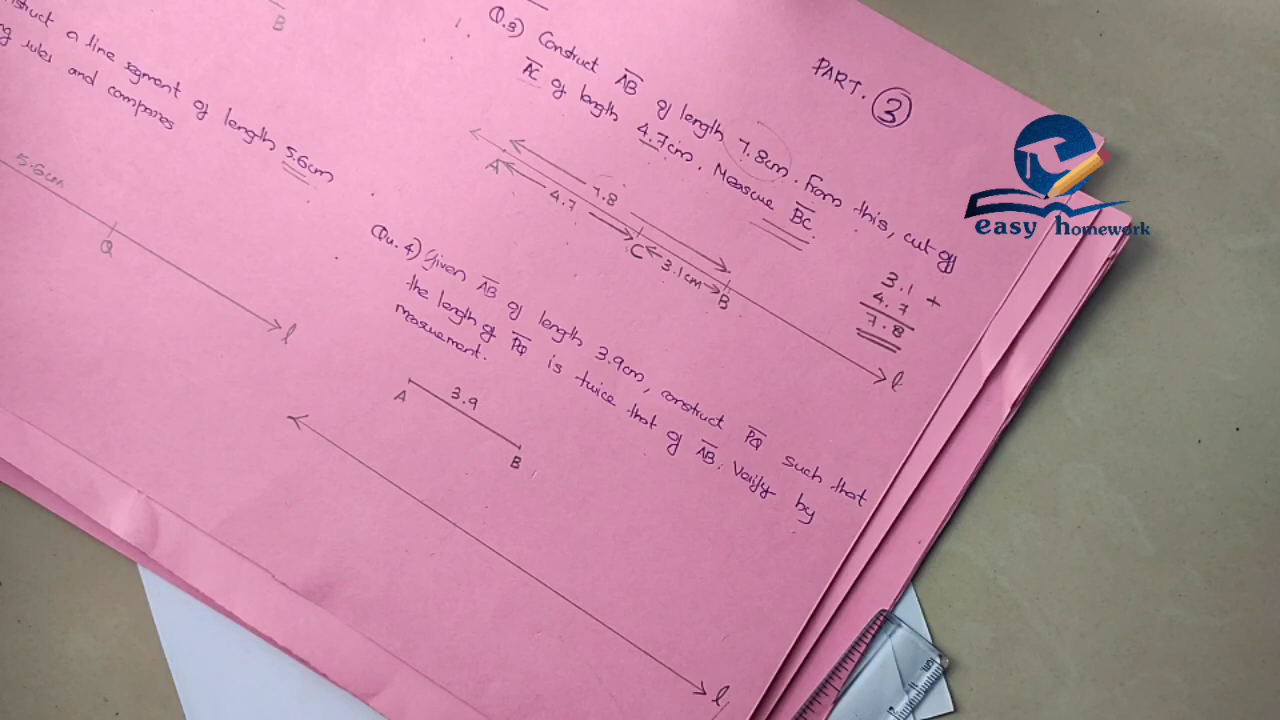 B
a line segment of length 5.6cm
and compases
5.6cm
Q
l
PART. 3
1.
Q.3) Construct AB of length 7.8cm. From this, cut off
AC of length 4.7cm. Measure BC.
A
7.8
4.7
C
3.1cm
B
l
3.1 +
4.7
7.8
Qu. 4) Given AB of length 3.9cm, construct PQ such that
the length of PQ is twice that of AB. Verify by
measurement.
A
3.9
B
l
easy homework